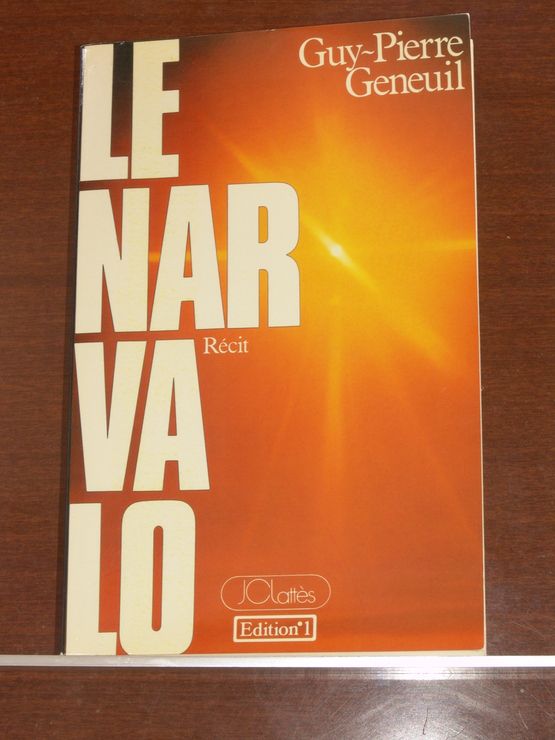 Guy~Pierre
Geneuil
LE
NAR
VA
LO
Récit
JCLattès
Edition°1